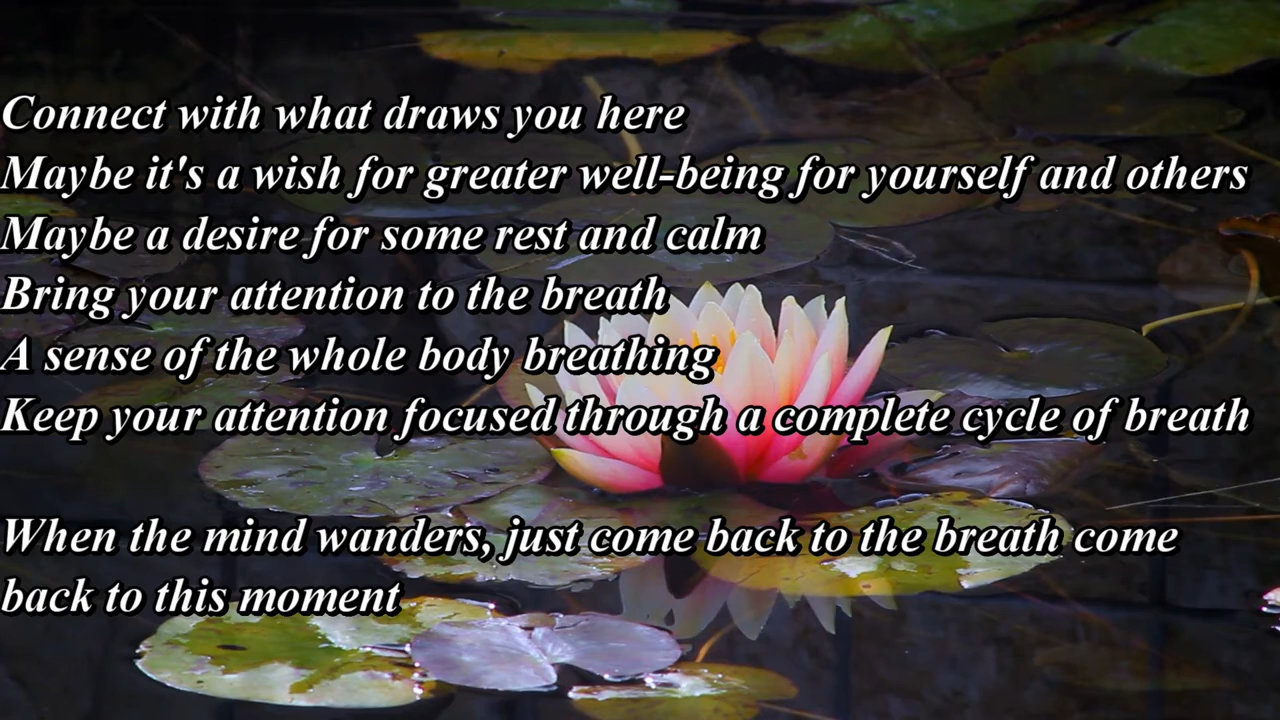 Connect with what draws you here
Maybe it's a wish for greater well-being for yourself and others
Maybe a desire for some rest and calm
Bring your attention to the breath
A sense of the whole body breathing
Keep your attention focused through a complete cycle of breath
When the mind wanders, just come back to the breath come
back to this moment